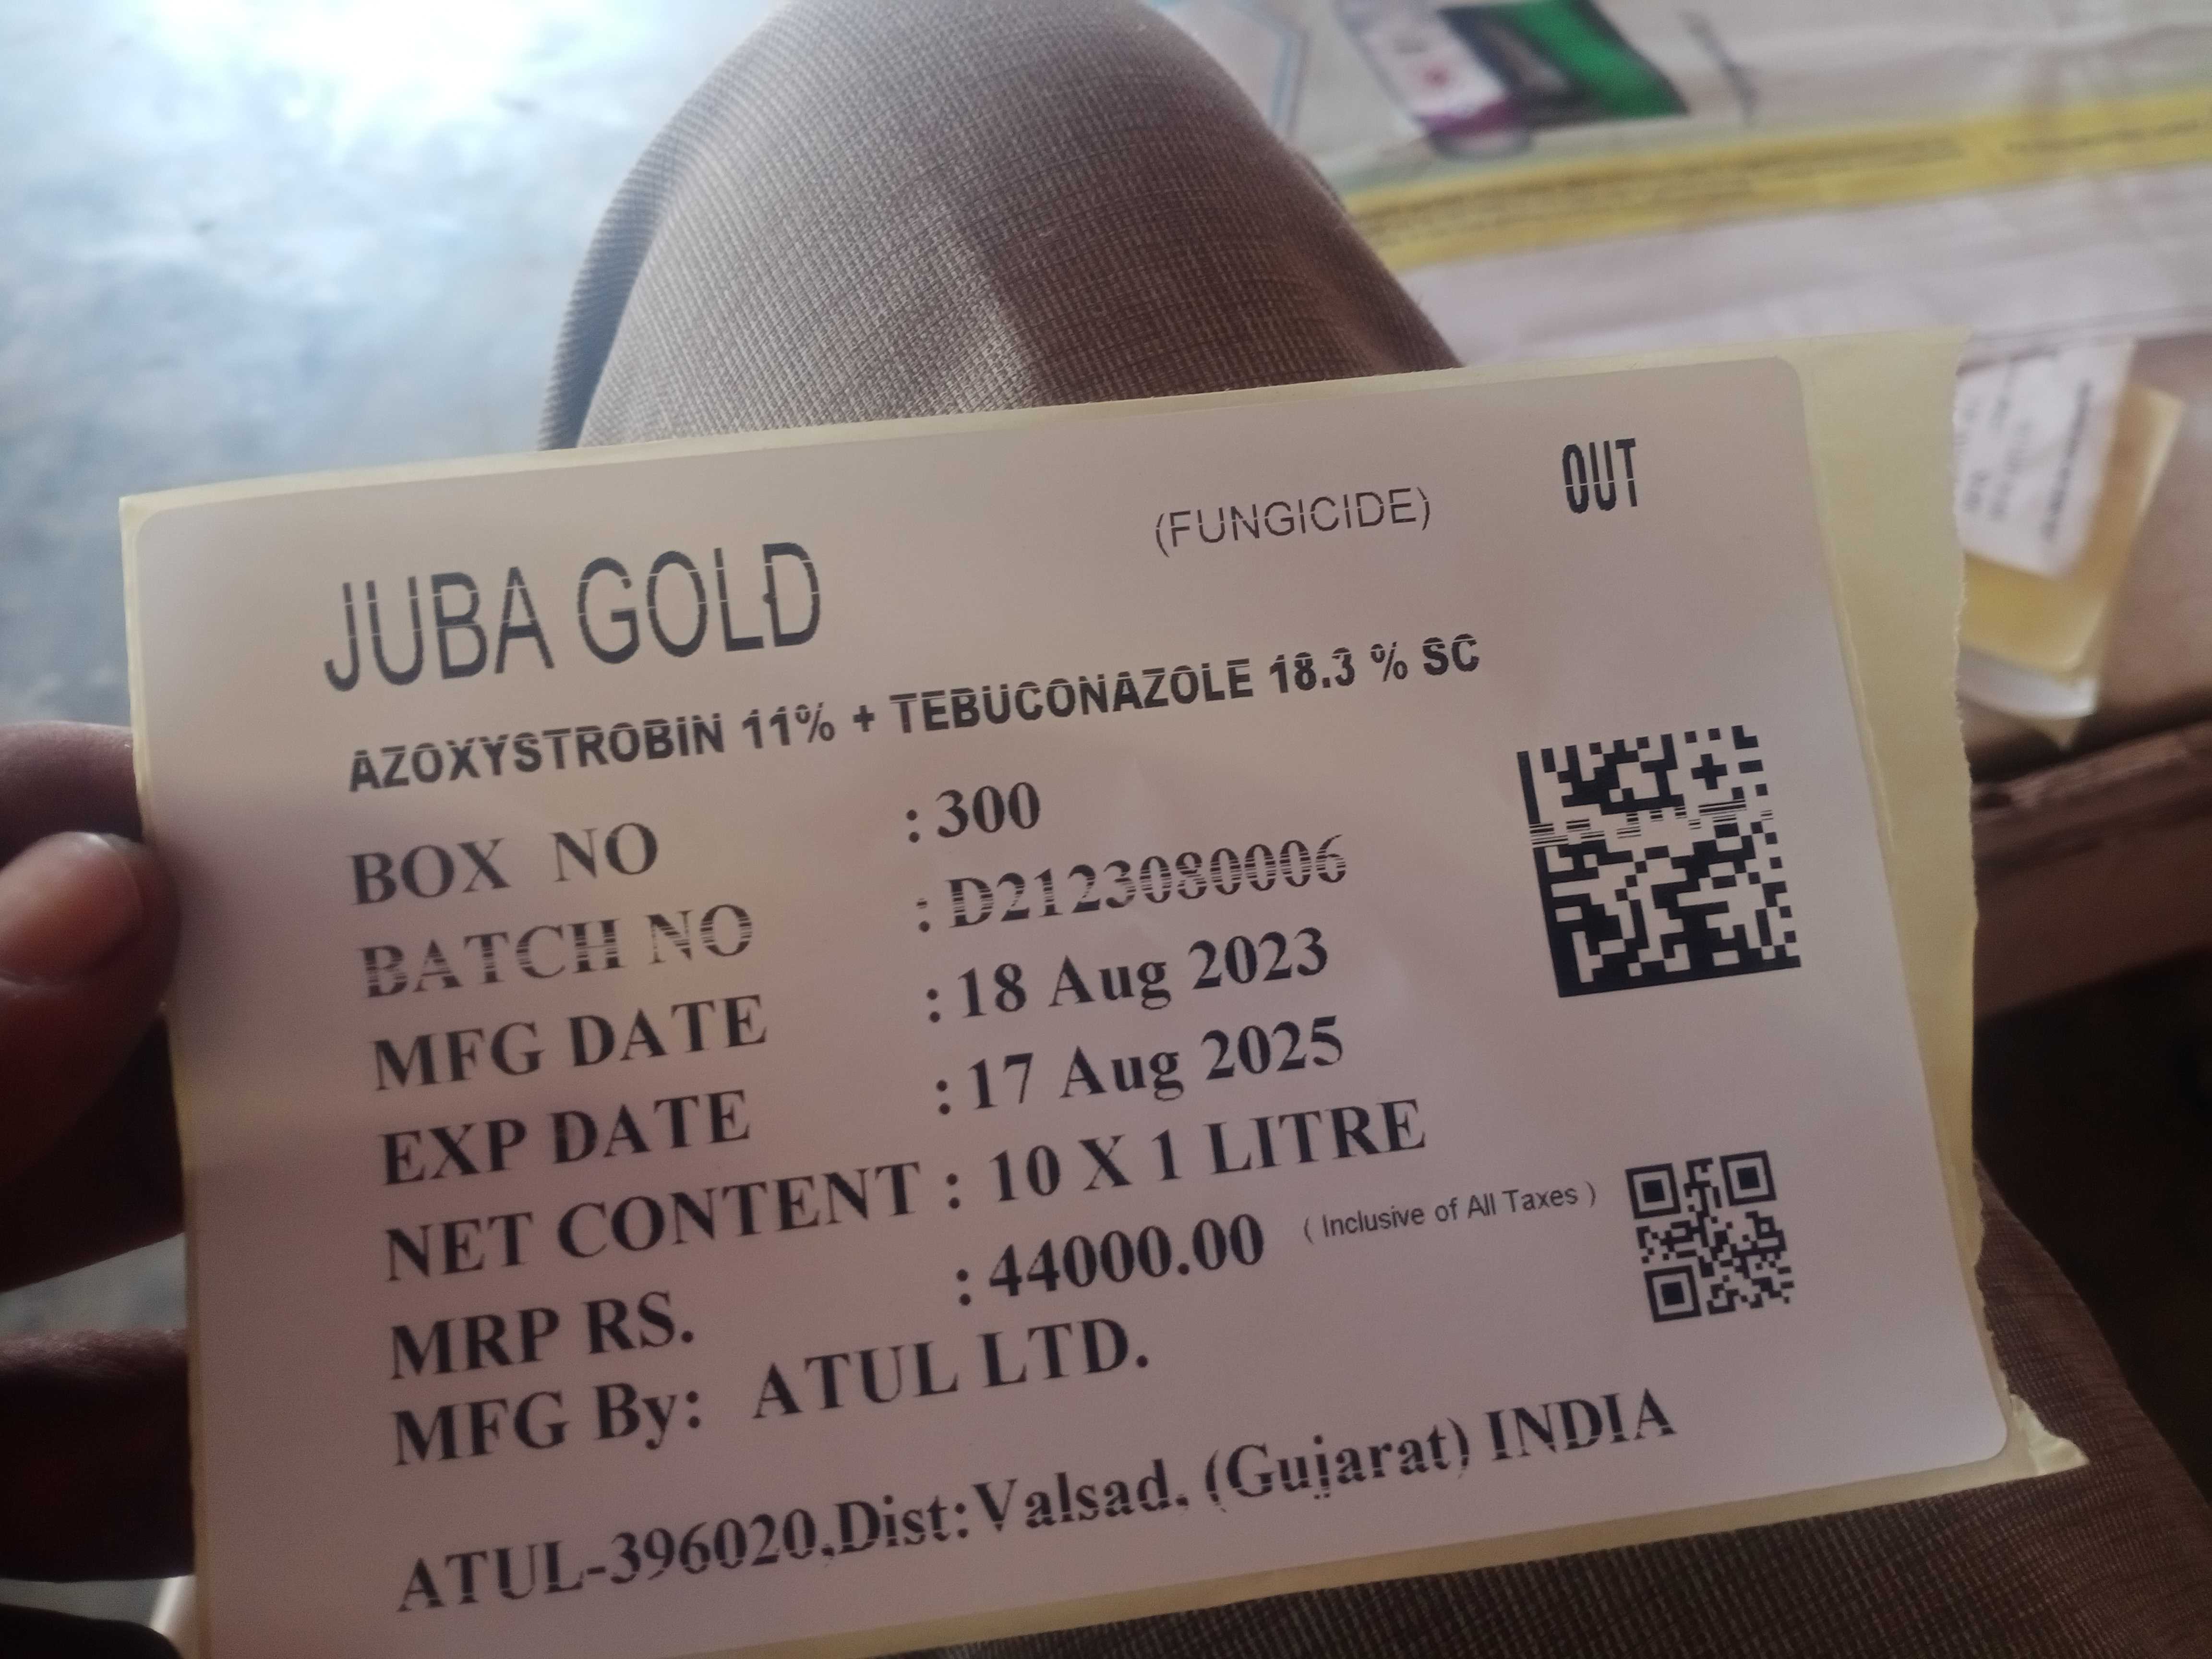 OUT
(FUNGICIDE)
JUBA GOLD
AZOXYSTROBIN 11% + TEBUCONAZOLE 18.3 % SC
BOX NO : 300
BATCH NO : D2123080006
MFG DATE : 18 Aug 2023
EXP DATE : 17 Aug 2025
NET CONTENT : 10 X 1 LITRE
MRP RS. : 44000.00 ( Inclusive of All Taxes )
MFG By: ATUL LTD.
ATUL-396020,Dist:Valsad, (Gujarat) INDIA